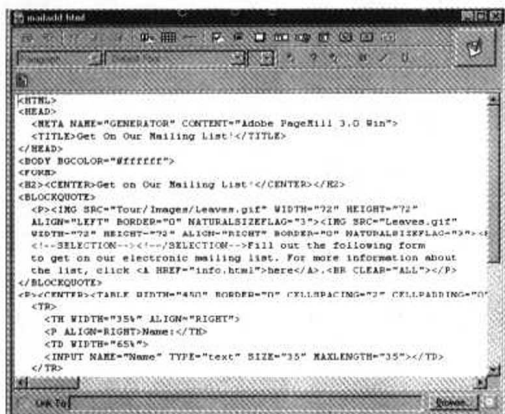 mailadd.html
Paragraph Default Font
<HTML>
<HEAD>
<META NAME="GENERATOR" CONTENT="Adobe PageMill 3.0 Win">
<TITLE>Get On Our Mailing List!</TITLE>
</HEAD>
<BODY BGCOLOR="#ffffff">
<FORM>
<H2><CENTER>Get on Our Mailing List!</CENTER></H2>
<BLOCKQUOTE>
<P><IMG SRC="Tour/Images/Leaves.gif" WIDTH="72" HEIGHT="72"
ALIGN="LEFT" BORDER="0" NATURALSIZEFLAG="3"><IMG SRC="Leaves.gif"
WIDTH="72" HEIGHT="72" ALIGN="RIGHT" BORDER="0" NATURALSIZEFLAG="3"><
<!--SELECTION--><!--/SELECTION-->Fill out the following form
to get on our electronic mailing list. For more information about
the list, click <A HREF="info.html">here</A>.<BR CLEAR="ALL"></P>
</BLOCKQUOTE>
<P><CENTER><TABLE WIDTH="450" BORDER="0" CELLSPACING="2" CELLPADDING="0"
<TR>
<TH WIDTH="35%" ALIGN="RIGHT">
<P ALIGN=RIGHT>Name:</TH>
<TD WIDTH="65%">
<INPUT NAME="Name" TYPE="text" SIZE="35" MAXLENGTH="35"></TD>
</TR>
Link To: Browse...